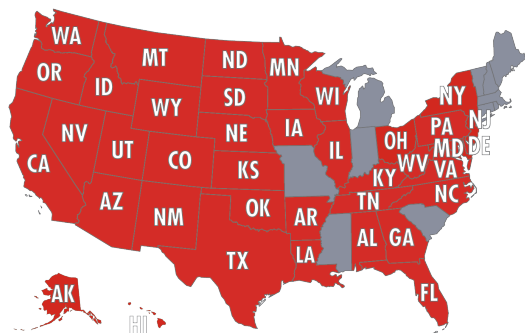 WA
MT
ND
MN
OR
ID
SD
WI
NY
WY
NV
NE
IA
PA
NJ
UT
CO
IL
OH
MD
DE
CA
KS
WV
VA
KY
NC
AZ
NM
OK
AR
TN
TX
LA
AL
GA
FL
AK
HI